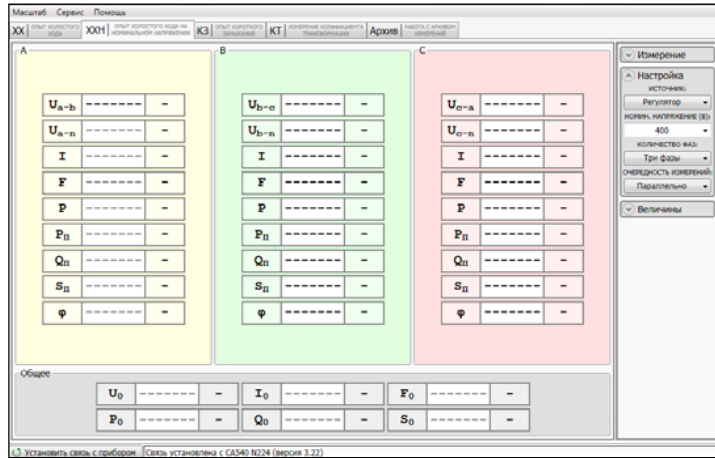 Масштаб Сервис Помощь
XX ОПЫТ ХОЛОСТОГО ХОДА XXН ОПЫТ ХОЛОСТОГО ХОДА НА НОМИНАЛЬНОМ НАПРЯЖЕНИИ КЗ ОПЫТ КОРОТКОГО ЗАМЫКАНИЯ КТ ИЗМЕРЕНИЕ КОЭФФИЦИЕНТА ТРАНСФОРМАЦИИ Архив РАБОТА С АРХИВОМ ИЗМЕРЕНИЙ
A B C
Ua-b ------- - Ub-c ------- - Uc-a ------- -
Ua-n ------- - Ub-n ------- - Uc-n ------- -
I ------- - I ------- - I ------- -
F ------- - F ------- - F ------- -
P ------- - P ------- - P ------- -
PП ------- - PП ------- - PП ------- -
QП ------- - QП ------- - QП ------- -
SП ------- - SП ------- - SП ------- -
φ ------- - φ ------- - φ ------- -
Измерение
Настройка
ИСТОЧНИК:
Регулятор
НОМИН. НАПРЯЖЕНИЕ (В):
400
КОЛИЧЕСТВО ФАЗ:
Три фазы
ОЧЕРЕДНОСТЬ ИЗМЕРЕНИЙ:
Параллельно
Величины
Общее
U0 ------- - I0 ------- - F0 ------- -
P0 ------- - Q0 ------- - S0 ------- -
Установить связь с прибором Связь установлена с CA540 N224 (версия 3.22)